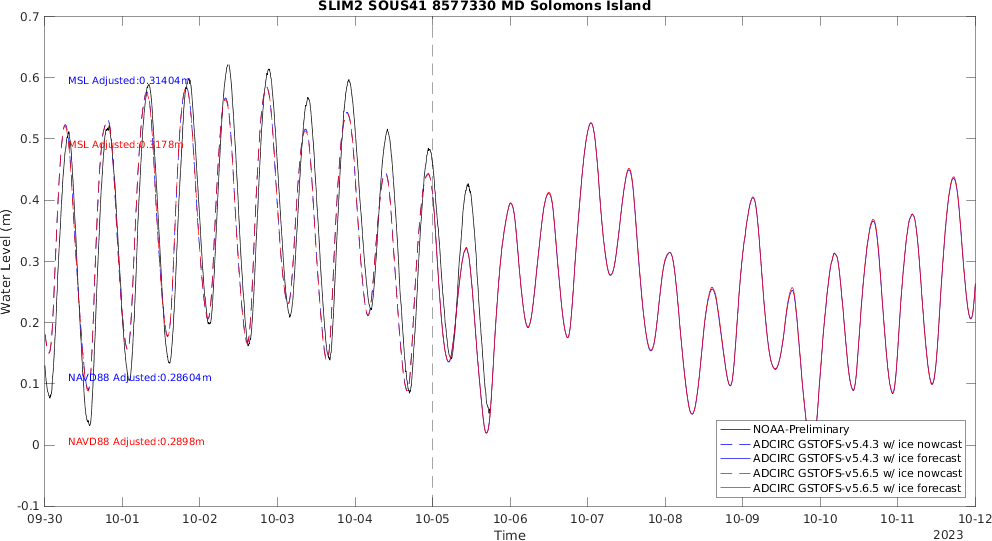 SLIM2 SOUS41 8577330 MD Solomons Island
0.7
0.6
0.5
0.4
0.3
0.2
0.1
0
-0.1
Water Level (m)
MSL Adjusted:0.31404m
MSL Adjusted:0.3178m
NAVD88 Adjusted:0.28604m
NAVD88 Adjusted:0.2898m
NOAA-Preliminary
ADCIRC GSTOFS-v5.4.3 w/ ice nowcast
ADCIRC GSTOFS-v5.4.3 w/ ice forecast
ADCIRC GSTOFS-v5.6.5 w/ ice nowcast
ADCIRC GSTOFS-v5.6.5 w/ ice forecast
09-30 10-01 10-02 10-03 10-04 10-05 10-06 10-07 10-08 10-09 10-10 10-11 10-12
Time
2023